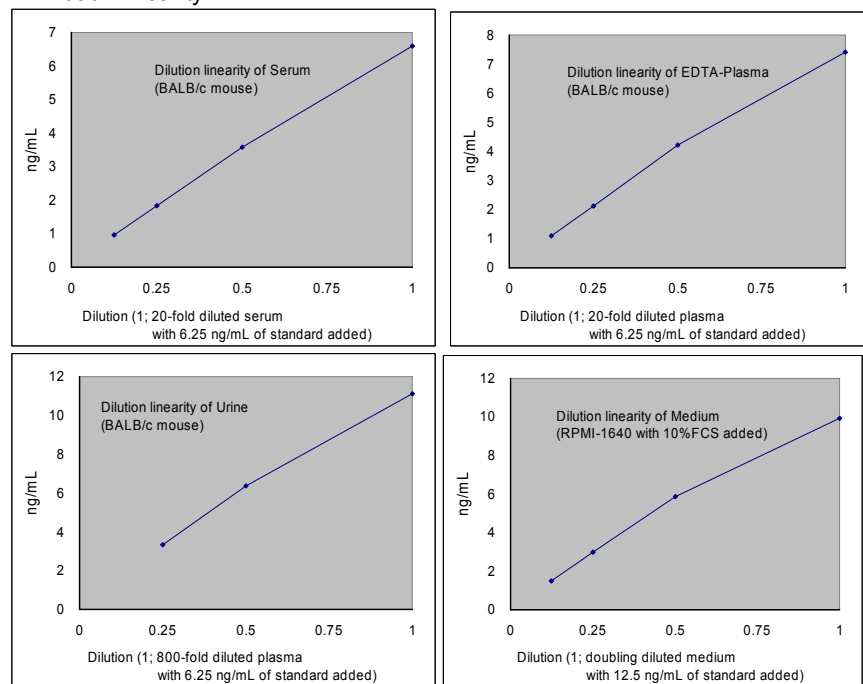 Dilution linearity of Serum
(BALB/c mouse)
ng/mL
7
6
5
4
3
2
1
0
0 0.25 0.5 0.75 1
Dilution (1; 20-fold diluted serum
with 6.25 ng/mL of standard added)
Dilution linearity of EDTA-Plasma
(BALB/c mouse)
ng/mL
8
7
6
5
4
3
2
1
0
0 0.25 0.5 0.75 1
Dilution (1; 20-fold diluted plasma
with 6.25 ng/mL of standard added)
Dilution linearity of Urine
(BALB/c mouse)
ng/mL
12
10
8
6
4
2
0
0 0.25 0.5 0.75 1
Dilution (1; 800-fold diluted plasma
with 6.25 ng/mL of standard added)
Dilution linearity of Medium
(RPMI-1640 with 10%FCS added)
ng/mL
12
10
8
6
4
2
0
0 0.25 0.5 0.75 1
Dilution (1; doubling diluted medium
with 12.5 ng/mL of standard added)